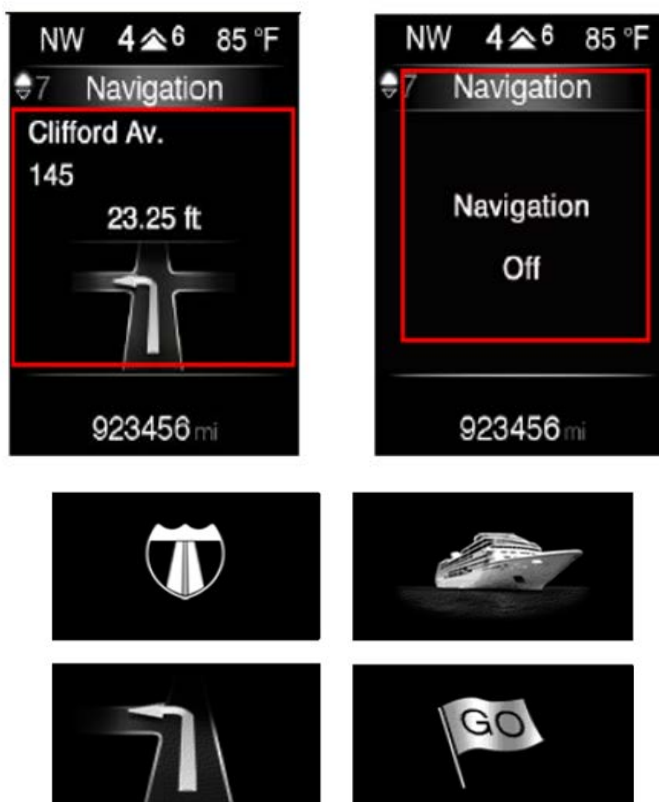 NW 4 6 85 °F
7 Navigation
Clifford Av.
145
23.25 ft
923456 mi
NW 4 6 85 °F
7 Navigation
Navigation
Off
923456 mi
GO